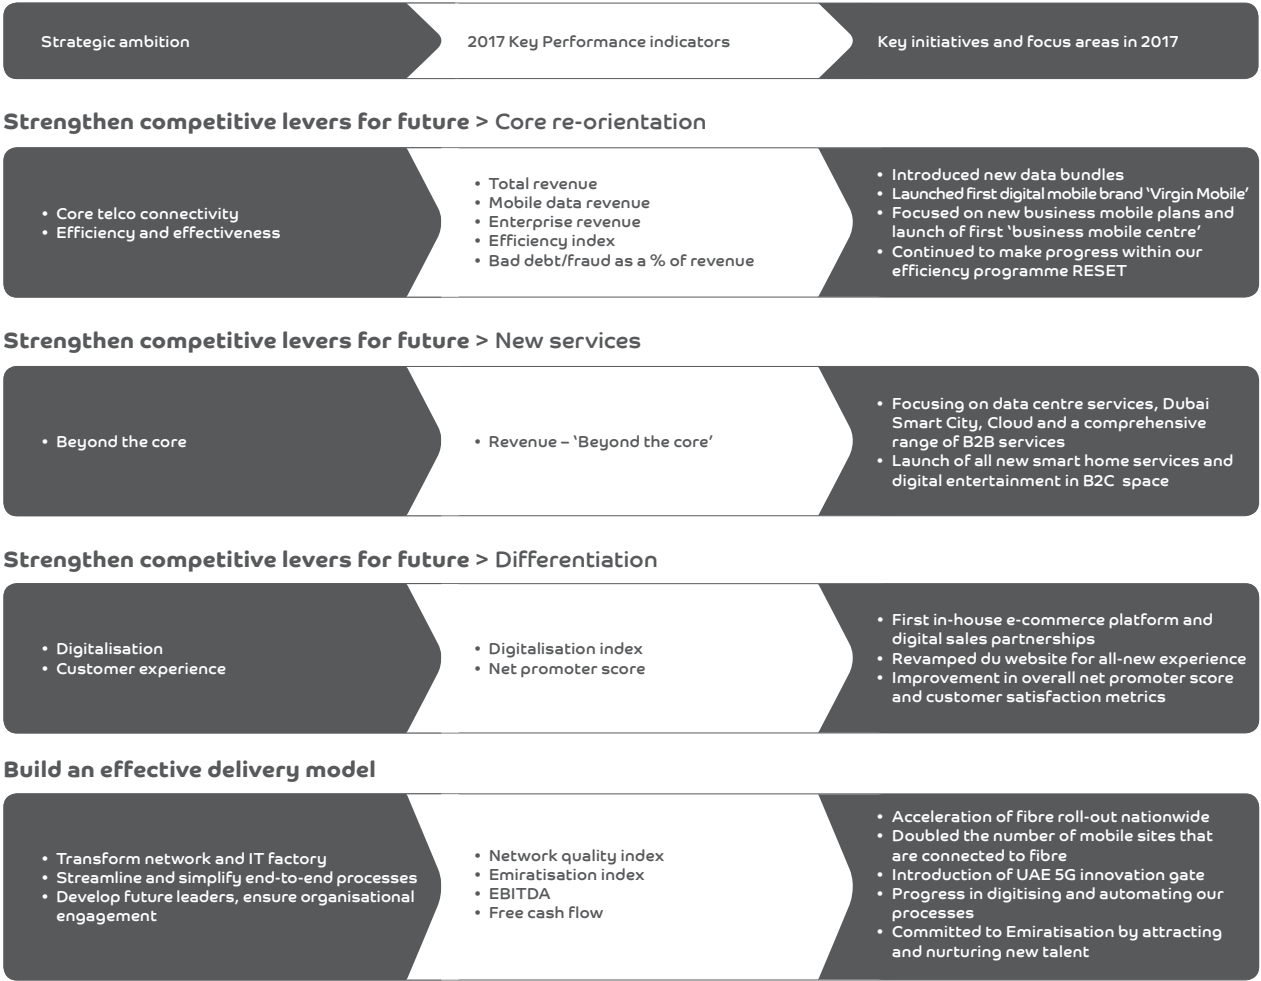 Strategic ambition
2017 Key Performance indicators
Key initiatives and focus areas in 2017
Strengthen competitive levers for future > Core re-orientation
• Core telco connectivity
• Efficiency and effectiveness
• Total revenue
• Mobile data revenue
• Enterprise revenue
• Efficiency index
• Bad debt/fraud as a % of revenue
• Introduced new data bundles
• Launched first digital mobile brand ‘Virgin Mobile’
• Focused on new business mobile plans and
launch of first ‘business mobile centre’
• Continued to make progress within our
efficiency programme RESET
Strengthen competitive levers for future > New services
• Beyond the core
• Revenue – ‘Beyond the core’
• Focusing on data centre services, Dubai
Smart City, Cloud and a comprehensive
range of B2B services
• Launch of all new smart home services and
digital entertainment in B2C space
Strengthen competitive levers for future > Differentiation
• Digitalisation
• Customer experience
• Digitalisation index
• Net promoter score
• First in-house e-commerce platform and
digital sales partnerships
• Revamped du website for all-new experience
• Improvement in overall net promoter score
and customer satisfaction metrics
Build an effective delivery model
• Transform network and IT factory
• Streamline and simplify end-to-end processes
• Develop future leaders, ensure organisational
engagement
• Network quality index
• Emiratisation index
• EBITDA
• Free cash flow
• Acceleration of fibre roll-out nationwide
• Doubled the number of mobile sites that
are connected to fibre
• Introduction of UAE 5G innovation gate
• Progress in digitising and automating our
processes
• Committed to Emiratisation by attracting
and nurturing new talent